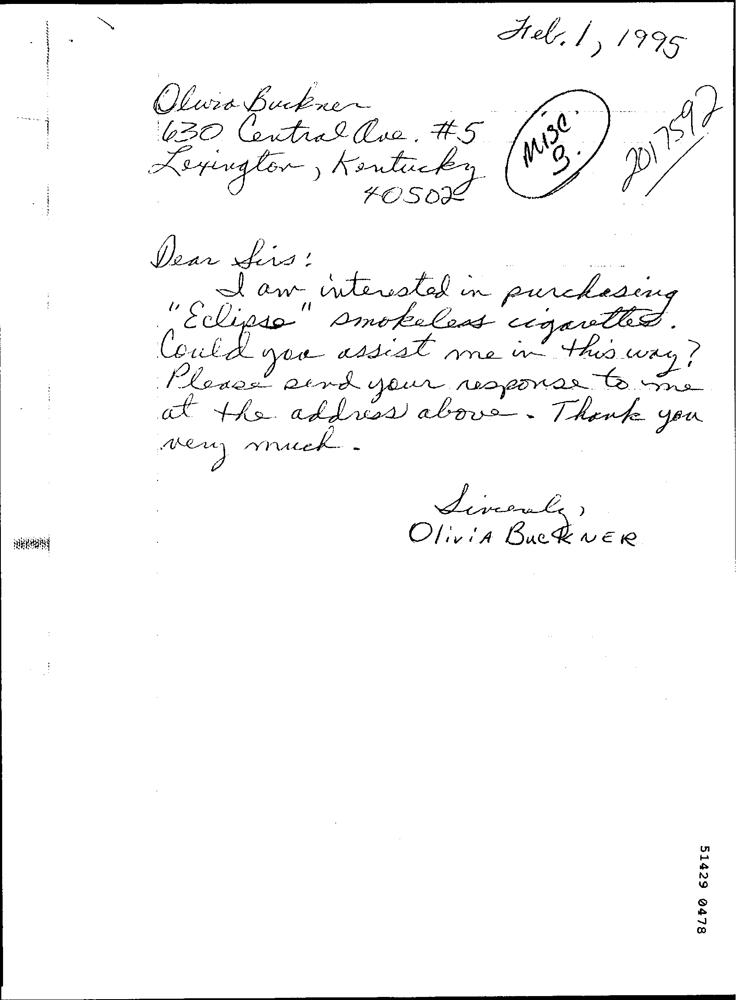 Feb. 1, 1995
Olivia Buckner
630 Central Ave. #5
Lexington, Kentucky
40502
Misc.
3.
2017592
Dear Sirs:
I am interested in purchasing
"Eclipse" smokeless cigarettes.
Could you assist me in this way?
Please send your response to me
at the address above. Thank you
very much.
Sincerely,
Olivia Buckner
51429 0478